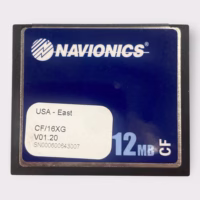 NAVIONICS
USA - East
CF/16XG
V01.20
12 MB CF